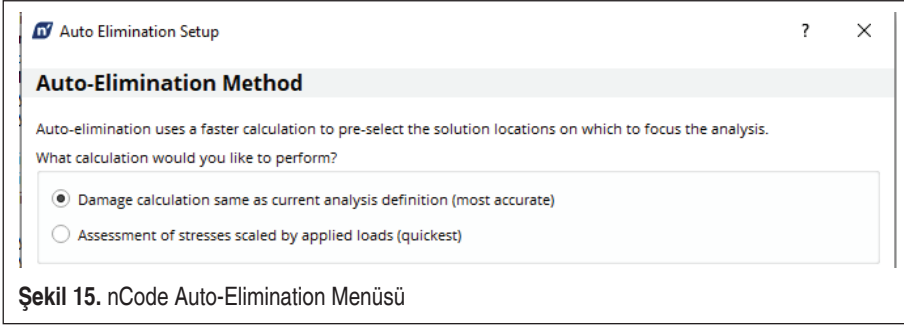 Auto Elimination Setup ? ×
Auto-Elimination Method
Auto-elimination uses a faster calculation to pre-select the solution locations on which to focus the analysis.
What calculation would you like to perform?
Damage calculation same as current analysis definition (most accurate)
Assessment of stresses scaled by applied loads (quickest)
Şekil 15. nCode Auto-Elimination Menüsü